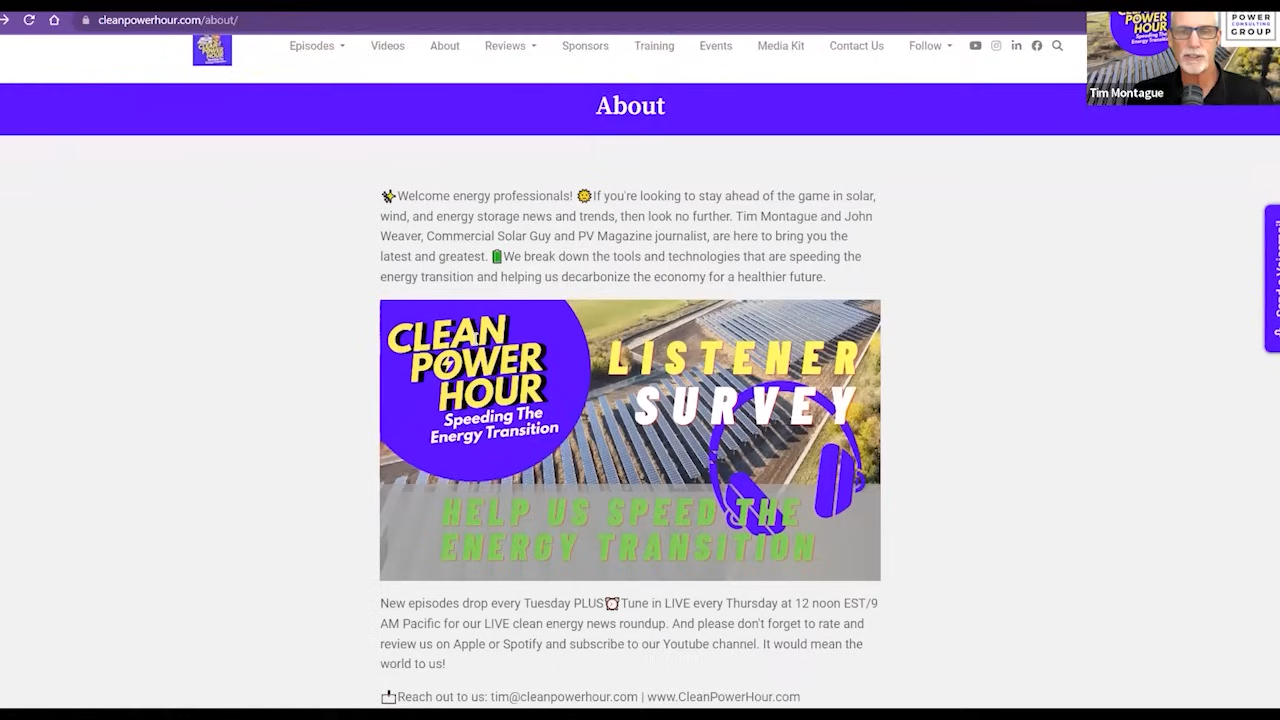 cleanpowerhour.com/about/
Episodes
Videos
About
Reviews
Sponsors
Training
Events
Media Kit
Contact Us
Follow
CLEAN
POWER
HOUR
POWER
HOUR
Speeding The
POWER
CONSULTING
GROUP
Tim Montague
About
Welcome energy professionals! If you're looking to stay ahead of the game in solar,
wind, and energy storage news and trends, then look no further. Tim Montague and John
Weaver, Commercial Solar Guy and PV Magazine journalist, are here to bring you the
latest and greatest. We break down the tools and technologies that are speeding the
energy transition and helping us decarbonize the economy for a healthier future.
CLEAN
POWER
HOUR
Speeding The
Energy Transition
LISTENER
SURVEY
HELP US SPEED THE
ENERGY TRANSITION
New episodes drop every Tuesday PLUS Tune in LIVE every Thursday at 12 noon EST/9
AM Pacific for our LIVE clean energy news roundup. And please don't forget to rate and
review us on Apple or Spotify and subscribe to our Youtube channel. It would mean the
world to us!
Reach out to us: tim@cleanpowerhour.com | www.CleanPowerHour.com